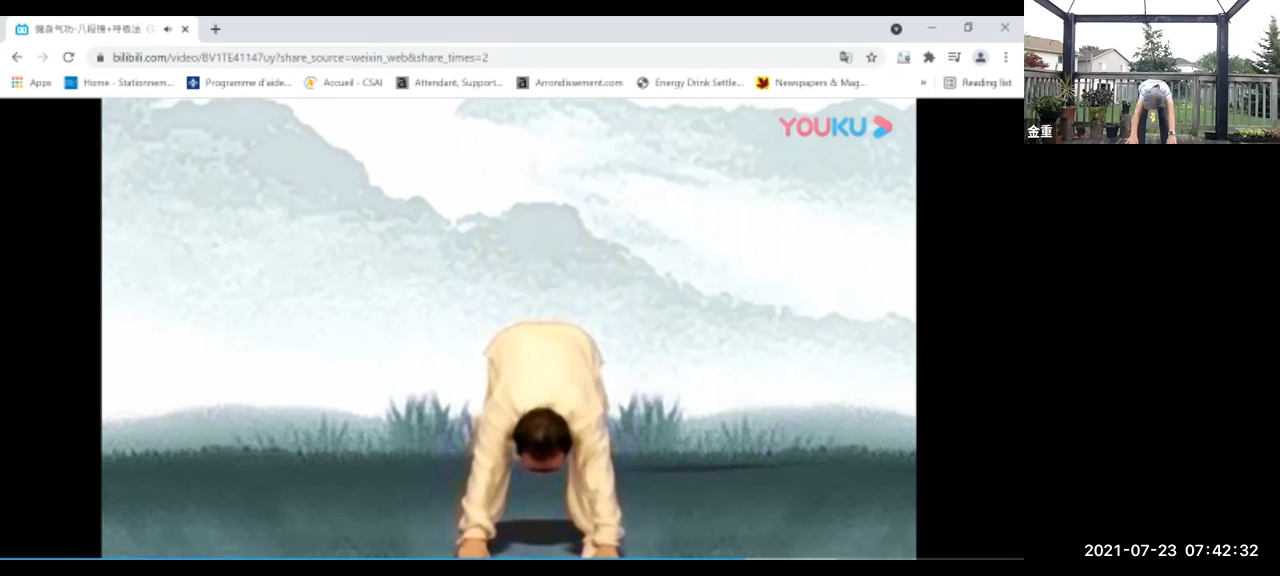 健身气功-八段锦+呼吸法（
bilibili.com/video/BV1TE41147uy?share_source=weixin_web&share_times=2
Apps Home - Stationnem... Programme d'aide... Accueil - CSAI Attendant, Support... Arrondissement.com Energy Drink Settle... Newspapers & Mag... » Reading list
YOUKU
金重
2021-07-23 07:42:32